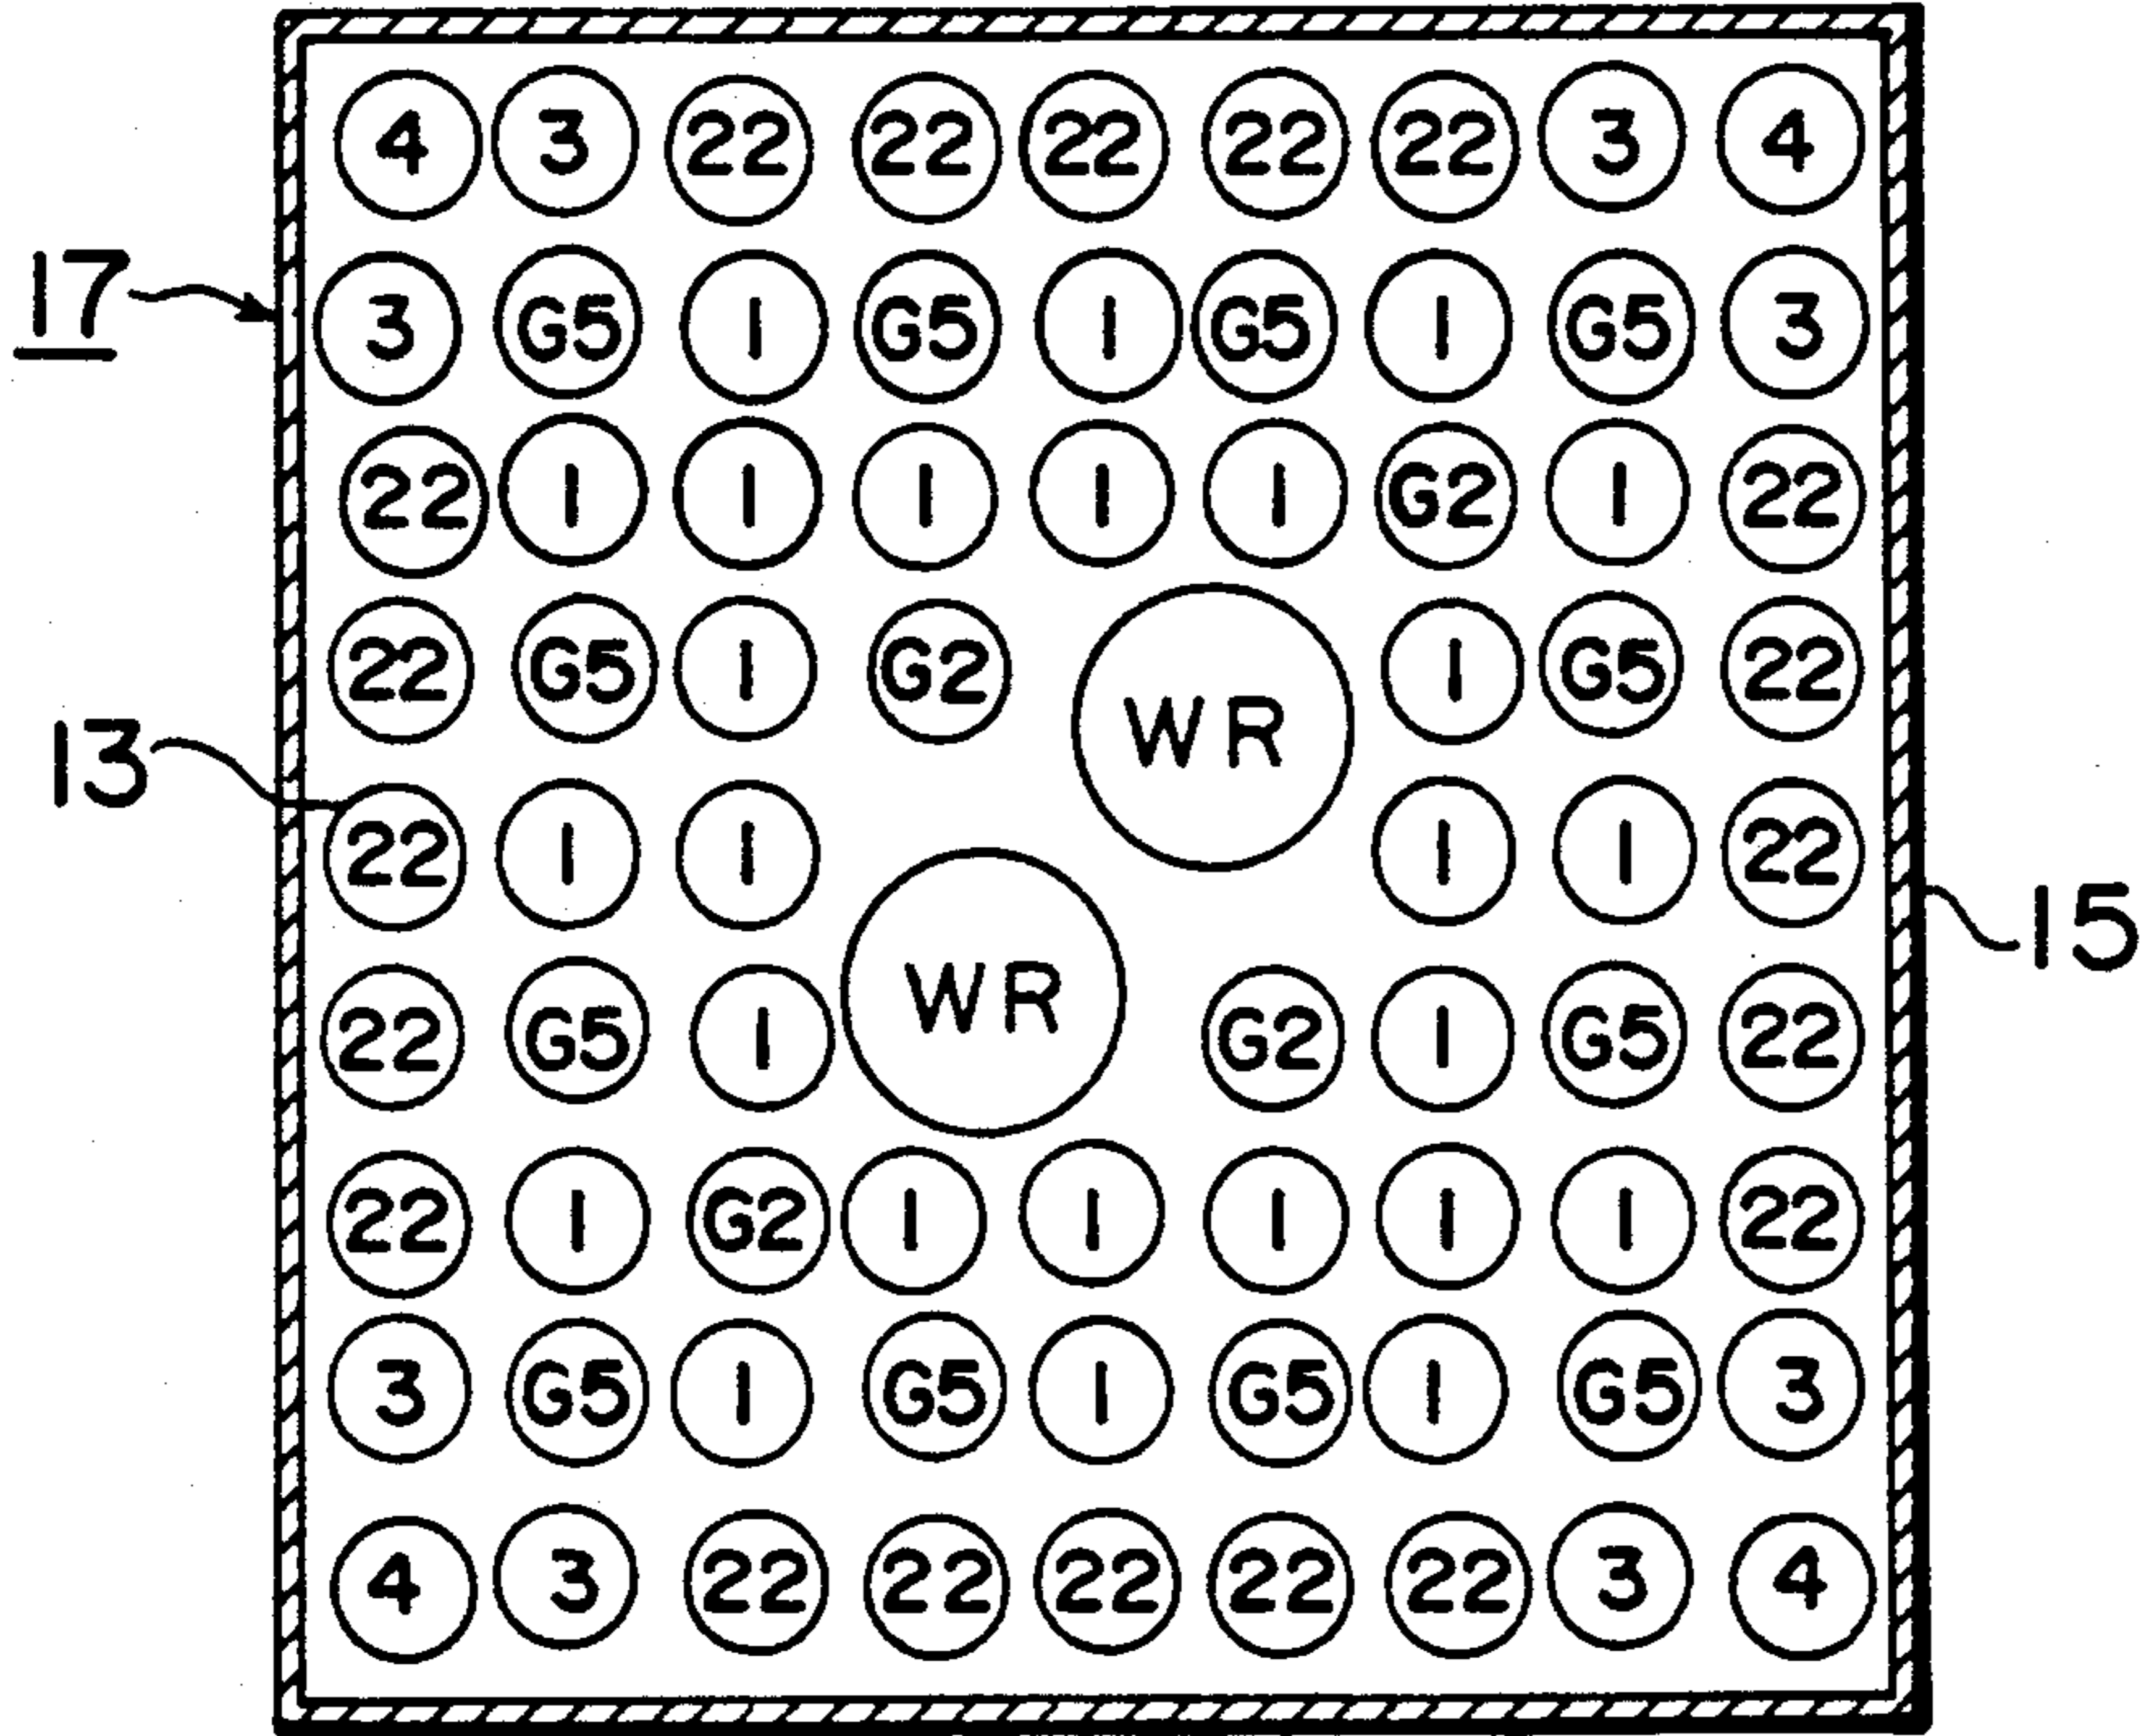 4 3 22 22 22 22 22 3 4
17
3 G5 1 G5 1 G5 1 G5 3
22 1 1 1 1 1 G2 1 22
22 G5 1 G2 WR 1 G5 22
13
22 1 1 1 1 22
15
22 G5 1 WR G2 1 G5 22
22 1 G2 1 1 1 1 1 22
3 G5 1 G5 1 G5 1 G5 3
4 3 22 22 22 22 22 3 4